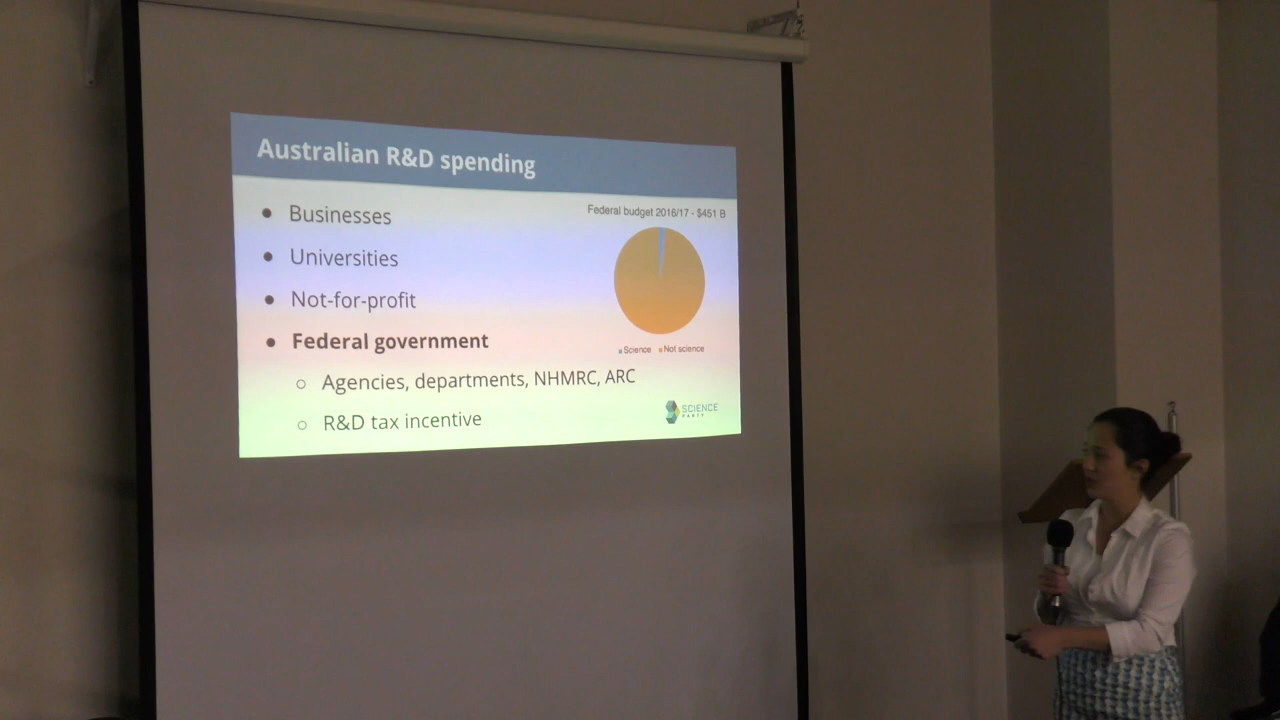 Australian R&D spending
● Businesses
● Universities
● Not-for-profit
● Federal government
○ Agencies, departments, NHMRC, ARC
○ R&D tax incentive
Federal budget 2016/17 - $451 B
Science Not science
SCIENCE
PARTY